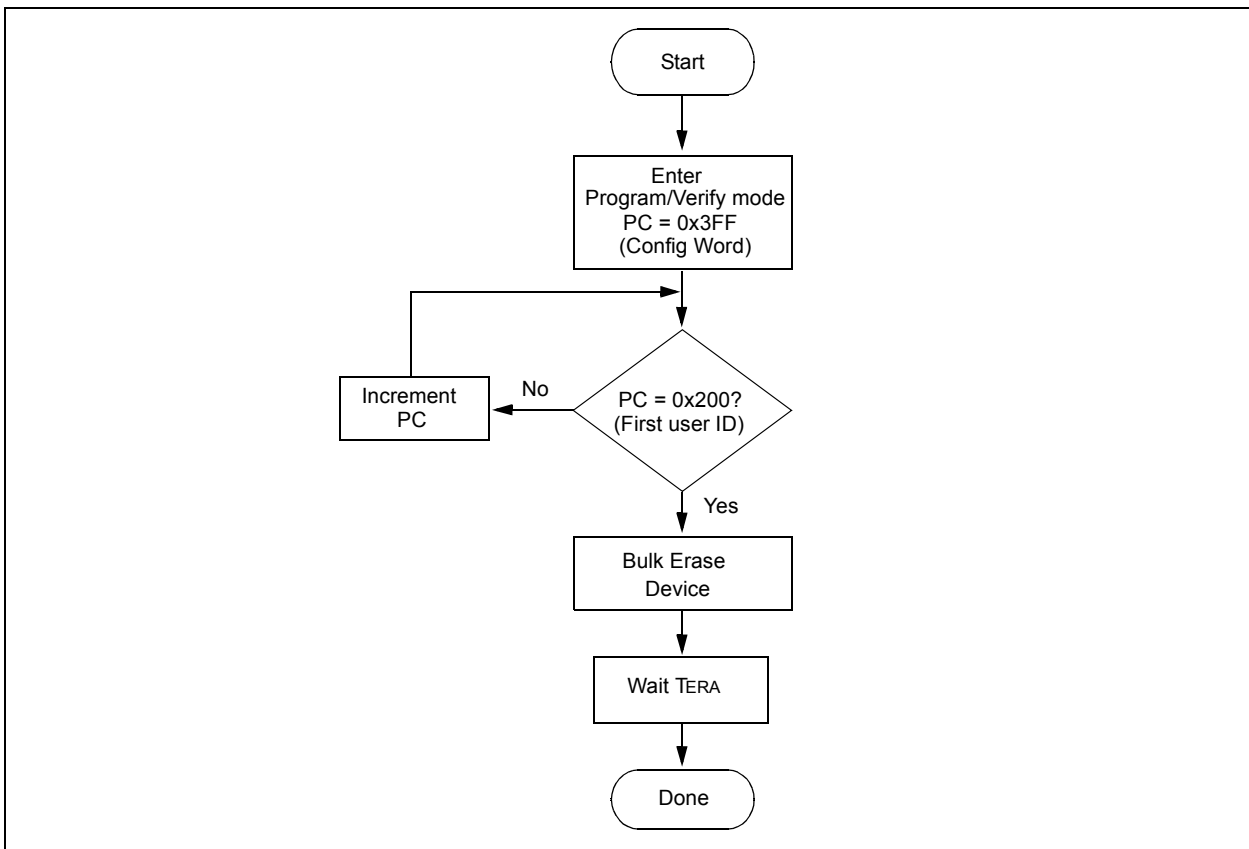 Start
Enter
Program/Verify mode
PC = 0x3FF
(Config Word)
Increment
PC
No
PC = 0x200?
(First user ID)
Yes
Bulk Erase
Device
Wait TERA
Done